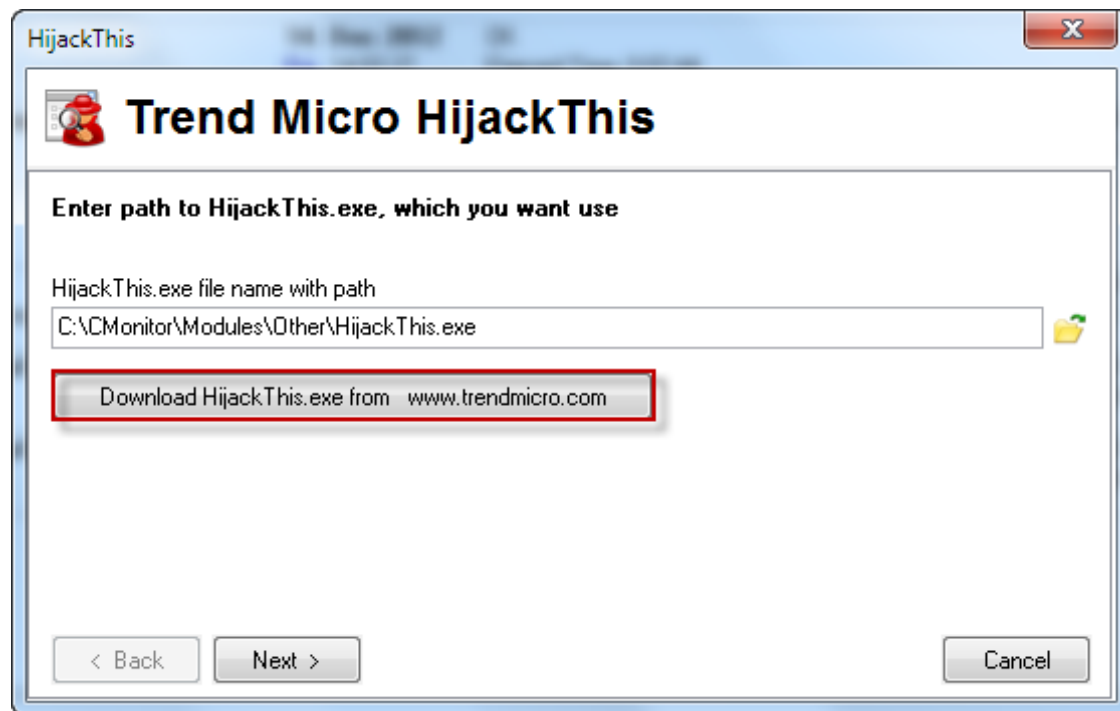 HijackThis
Trend Micro HijackThis
Enter path to HijackThis.exe, which you want use
HijackThis.exe file name with path
C:\CMonitor\Modules\Other\HijackThis.exe
Download HijackThis.exe from www.trendmicro.com
< Back
Next >
Cancel